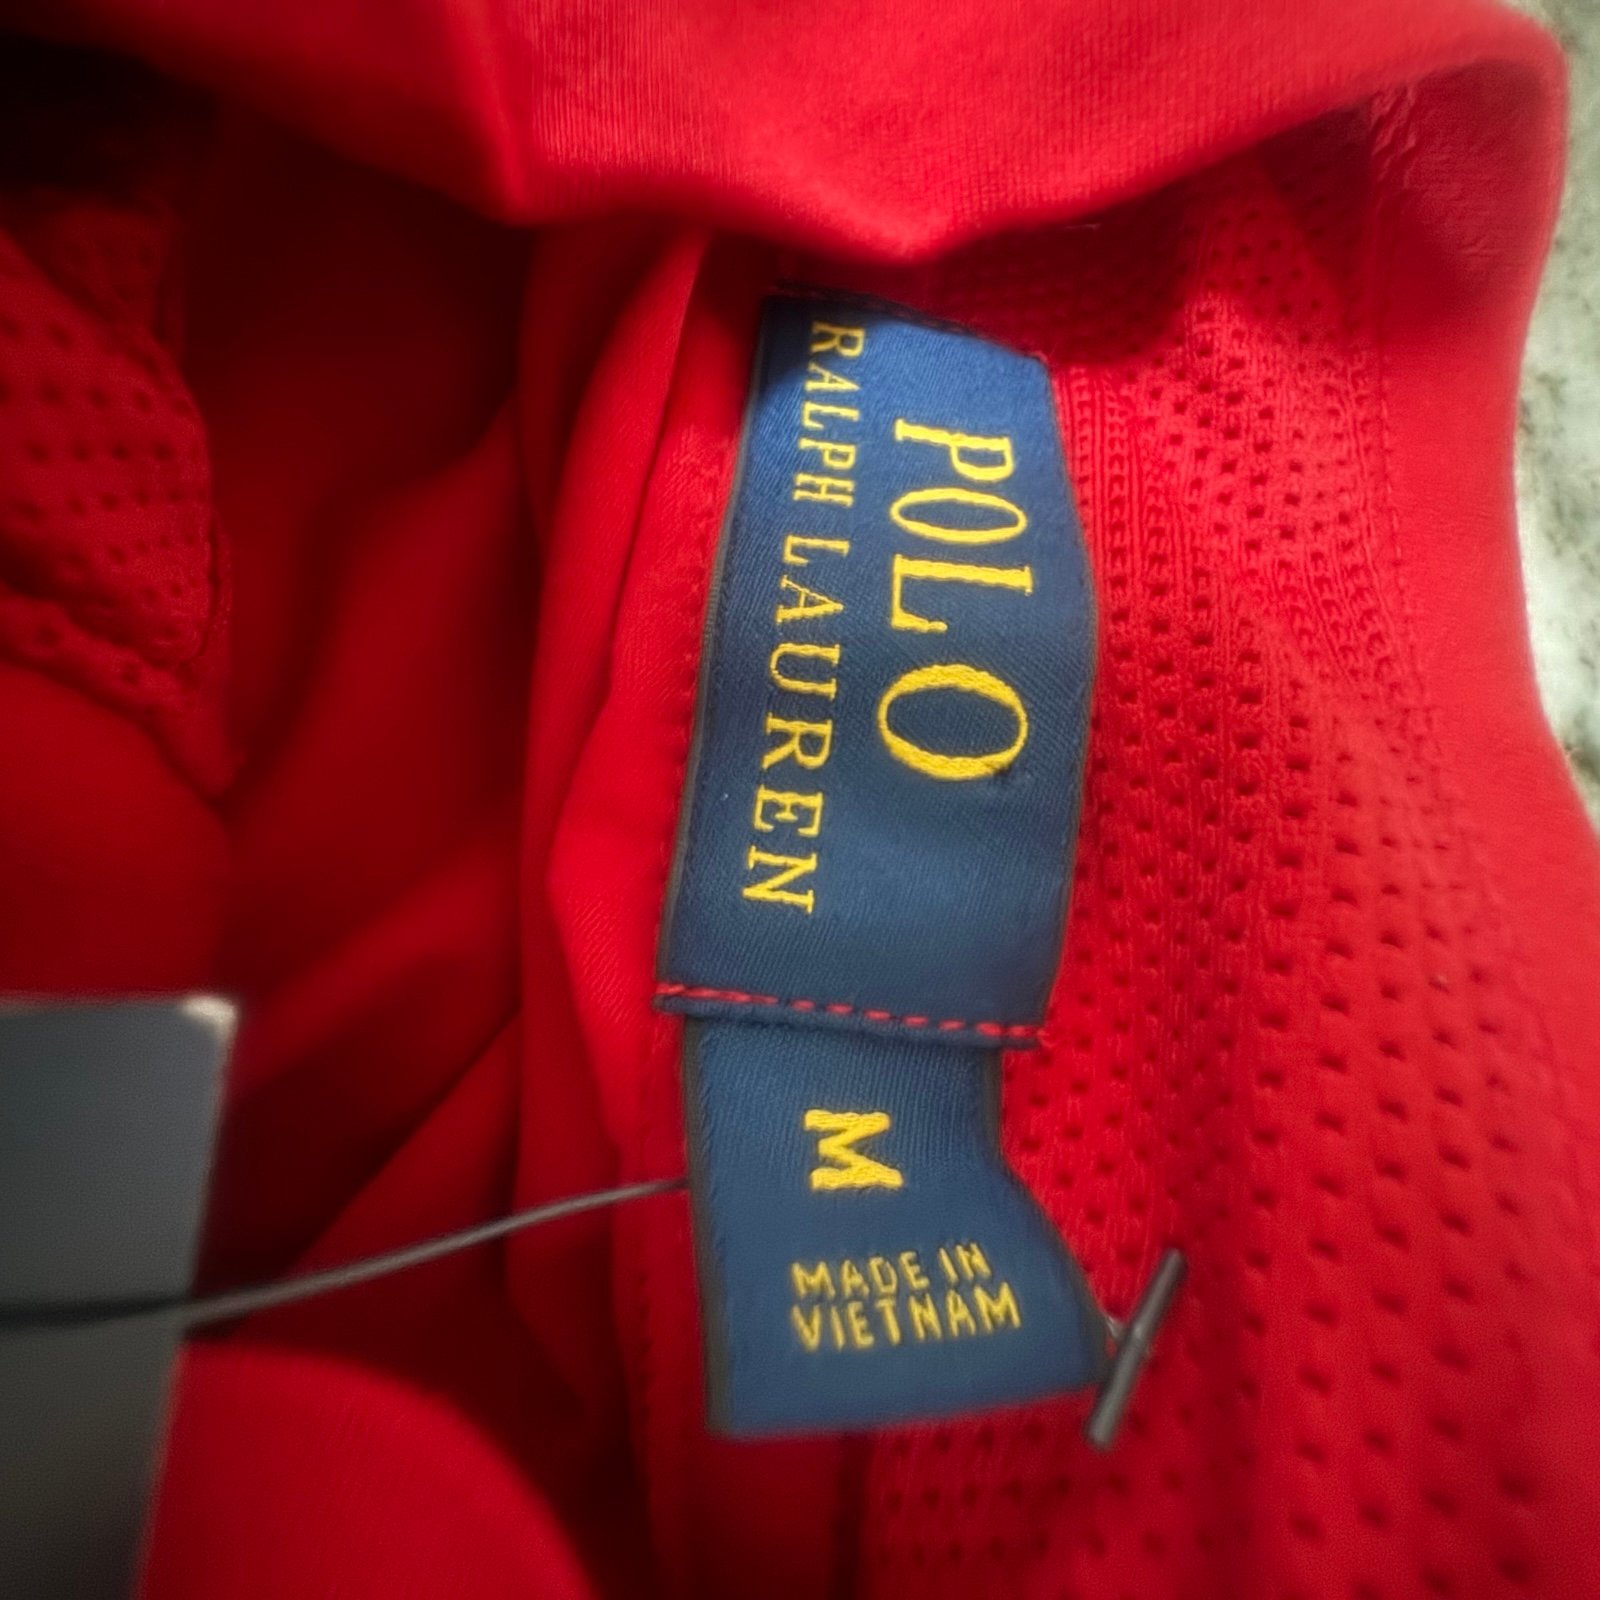 POLO
RALPH LAUREN
M
MADE IN
VIETNAM